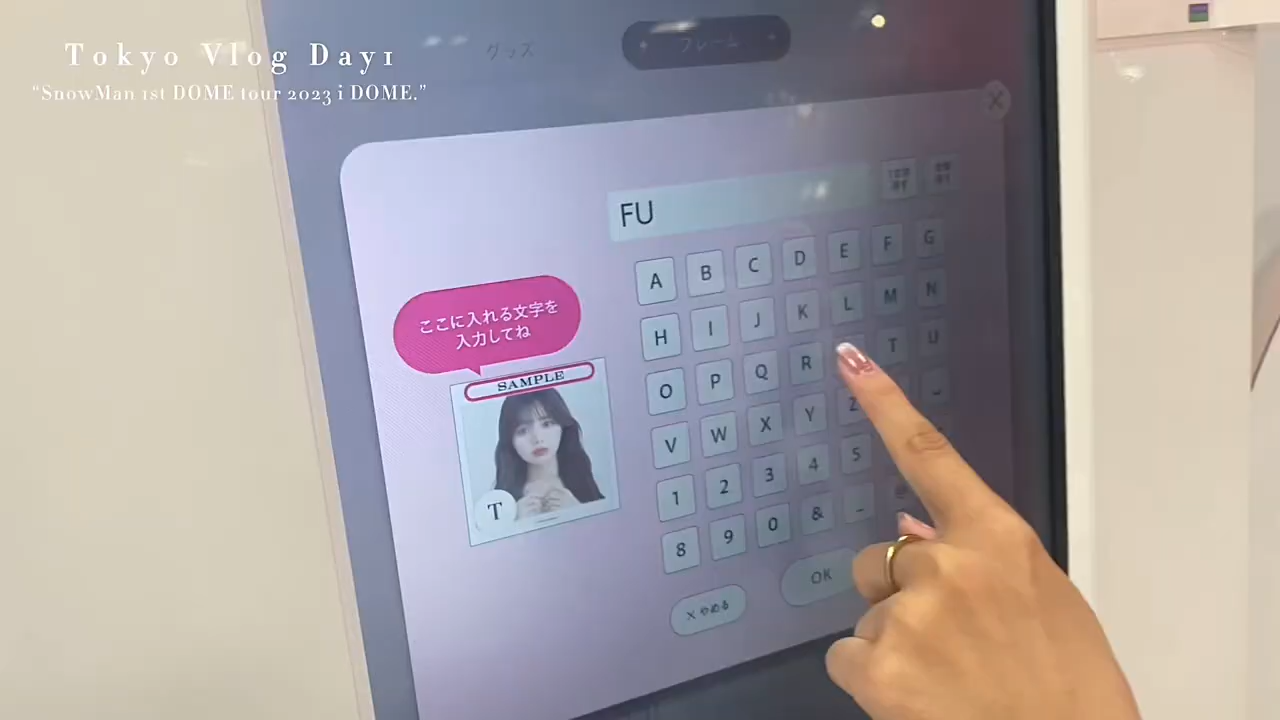 Tokyo Vlog Day1
“SnowMan 1st DOME tour 2023 i DOME.”
グッズ
フレーム
FU
A B C D E F G
H I J K L M N
O P Q R T U
V W X Y Z
1 2 3 4 5
8 9 0 & _
ここに入れる文字を
入力してね
SAMPLE
T
× やめる
OK